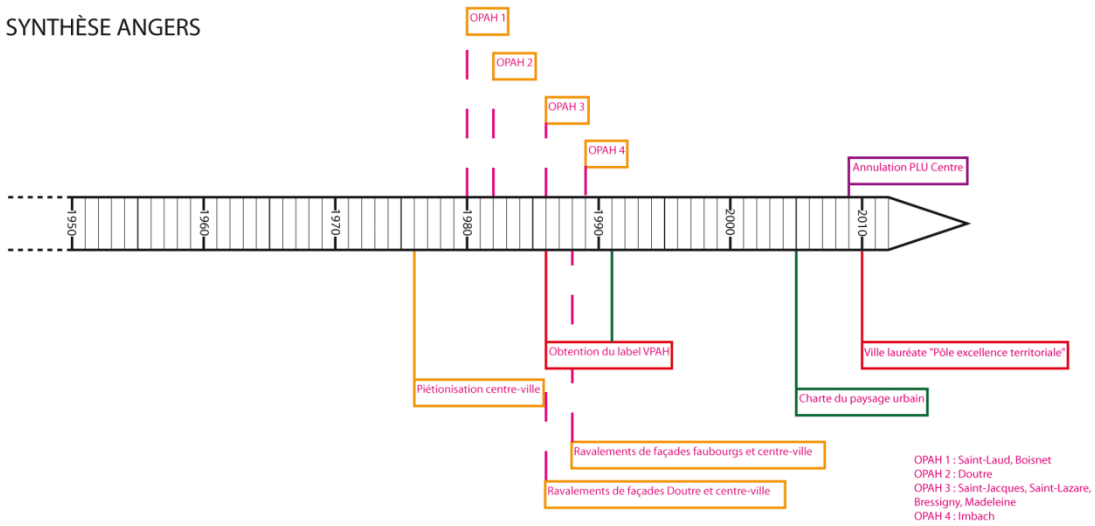 SYNTHÈSE ANGERS
OPAH 1
OPAH 2
OPAH 3
OPAH 4
Annulation PLU Centre
1950
1960
1970
1980
1990
2000
2010
Obtention du label VPAH
Ville lauréate "Pôle excellence territoriale"
Piétionisation centre-ville
Charte du paysage urbain
Ravalements de façades faubourgs et centre-ville
Ravalements de façades Doutre et centre-ville
OPAH 1 : Saint-Laud, Boisnet
OPAH 2 : Doutre
OPAH 3 : Saint-Jacques, Saint-Lazare,
Bressigny, Madeleine
OPAH 4 : Imbach